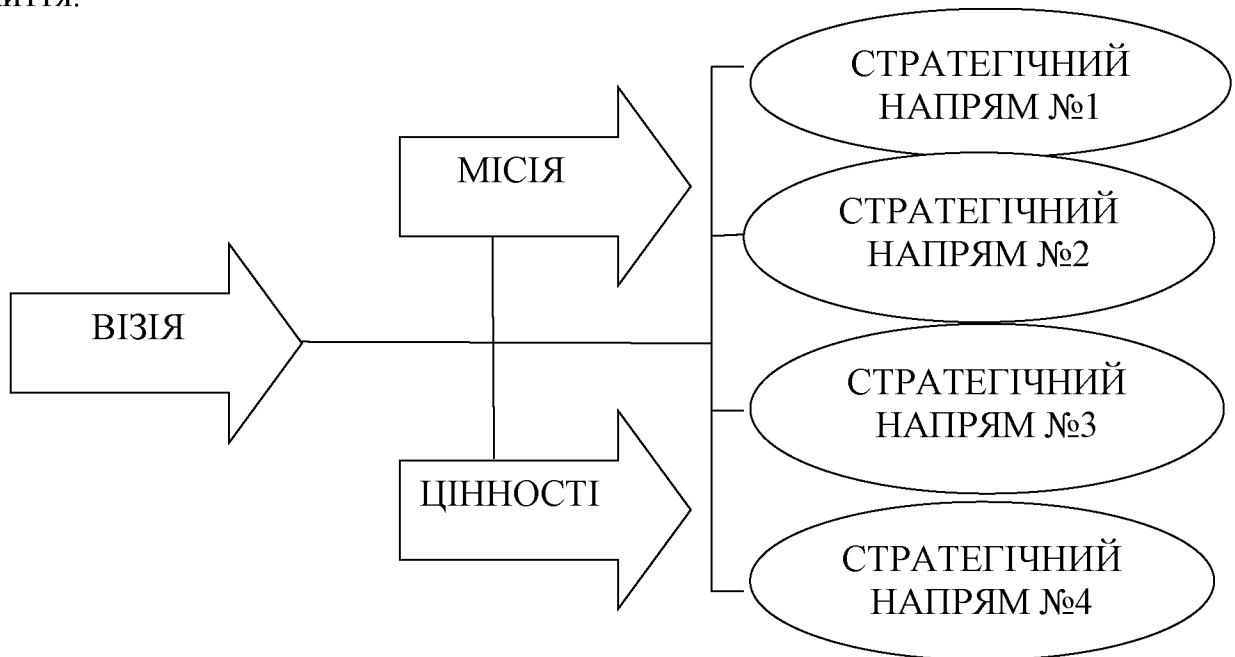 СТРАТЕГІЧНИЙ
НАПРЯМ №1
МІСІЯ
СТРАТЕГІЧНИЙ
НАПРЯМ №2
ВІЗІЯ
СТРАТЕГІЧНИЙ
НАПРЯМ №3
ЦІННОСТІ
СТРАТЕГІЧНИЙ
НАПРЯМ №4